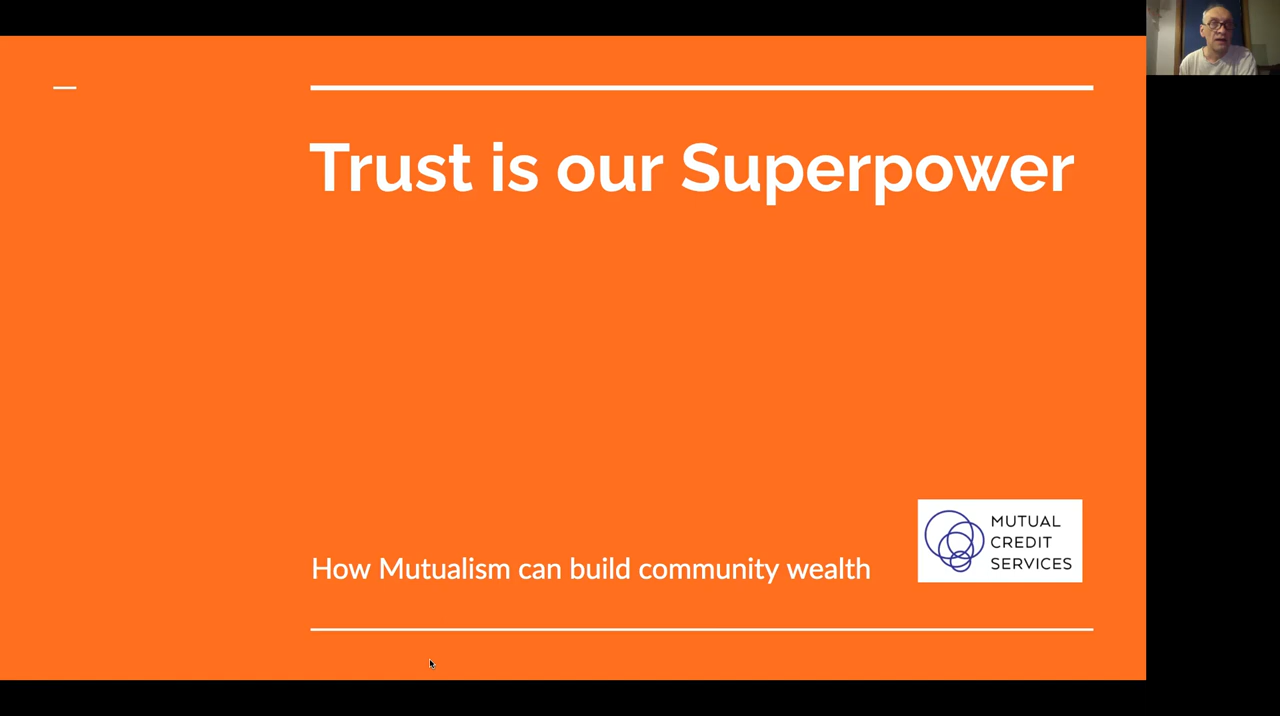 Trust is our Superpower
How Mutualism can build community wealth
MUTUAL
CREDIT
SERVICES